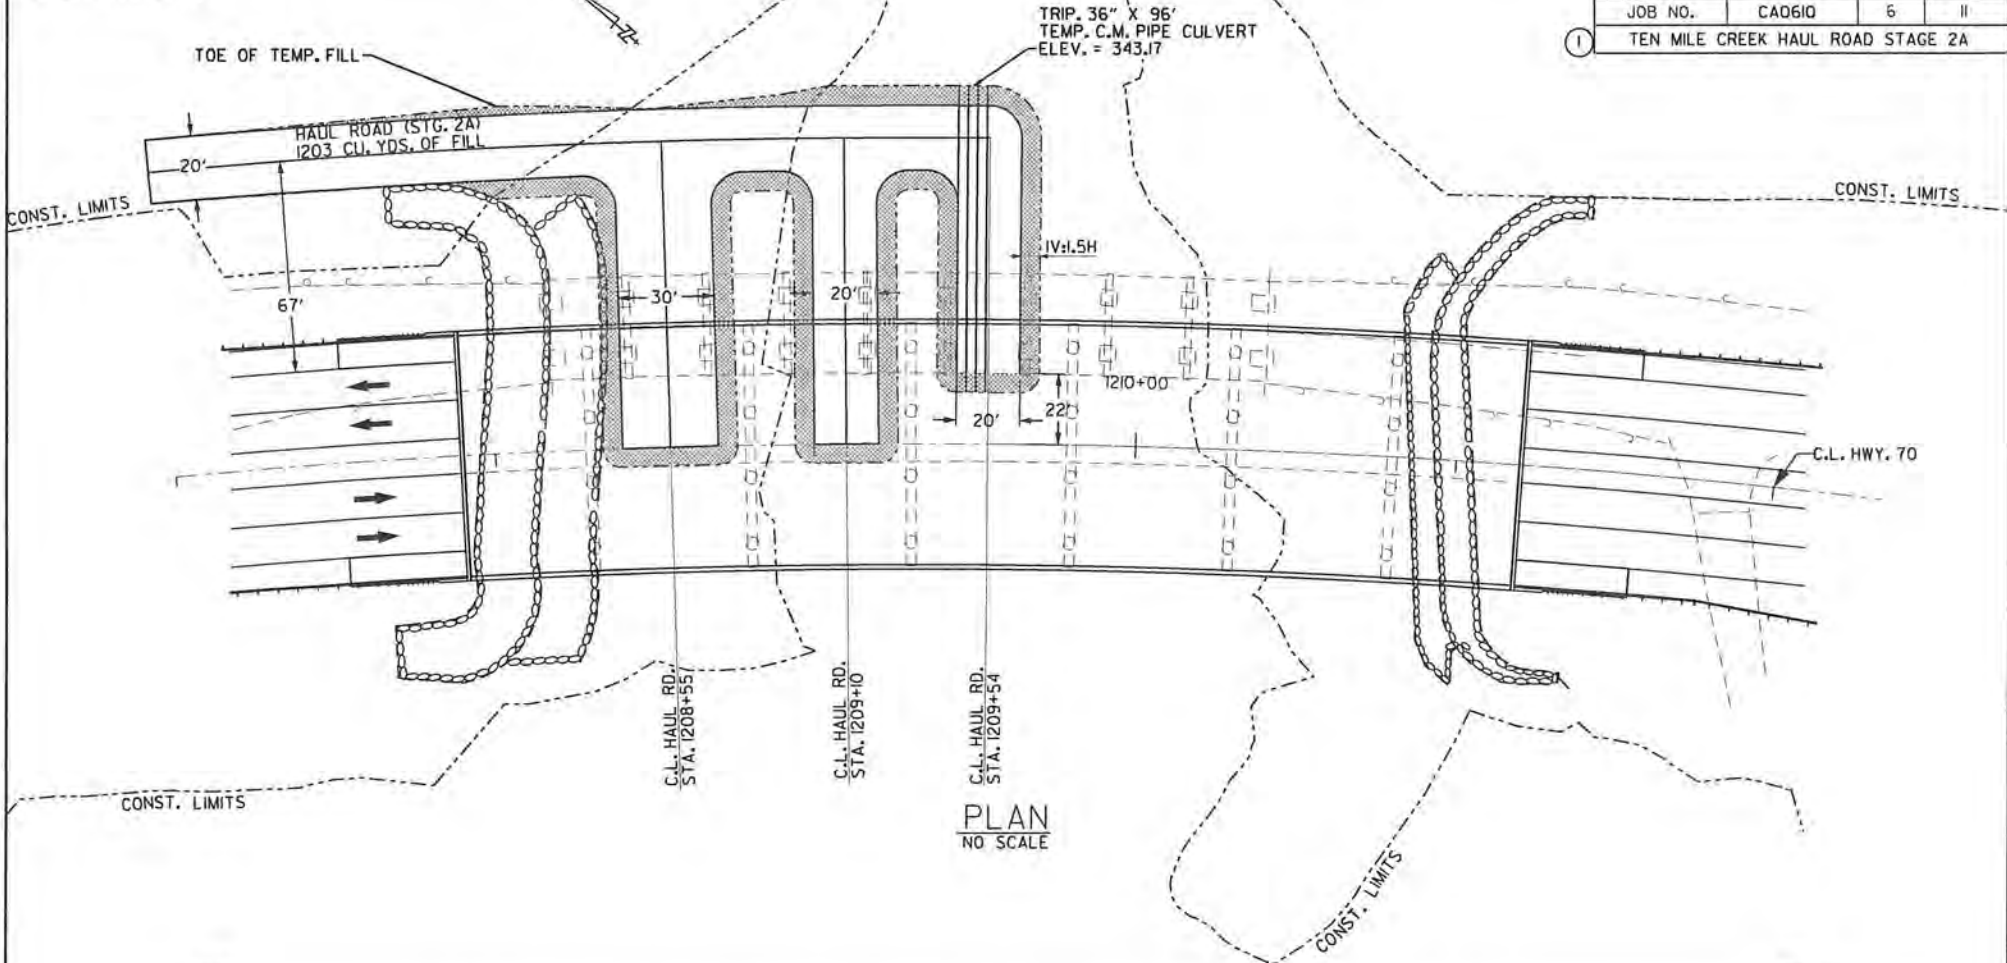 JOB NO. CA0610 6 11
1 TEN MILE CREEK HAUL ROAD STAGE 2A
TRIP. 36" X 96'
TEMP. C.M. PIPE CULVERT
ELEV. = 343.17
TOE OF TEMP. FILL
HAUL ROAD (STG. 2A)
1203 CU. YDS. OF FILL
20'
CONST. LIMITS
CONST. LIMITS
1V:1.5H
67'
30'
20'
1210+00
22'
20'
C.L. HWY. 70
C.L. HAUL RD.
STA. 1208+55
C.L. HAUL RD.
STA. 1209+10
C.L. HAUL RD.
STA. 1209+54
CONST. LIMITS
PLAN
NO SCALE
CONST. LIMITS